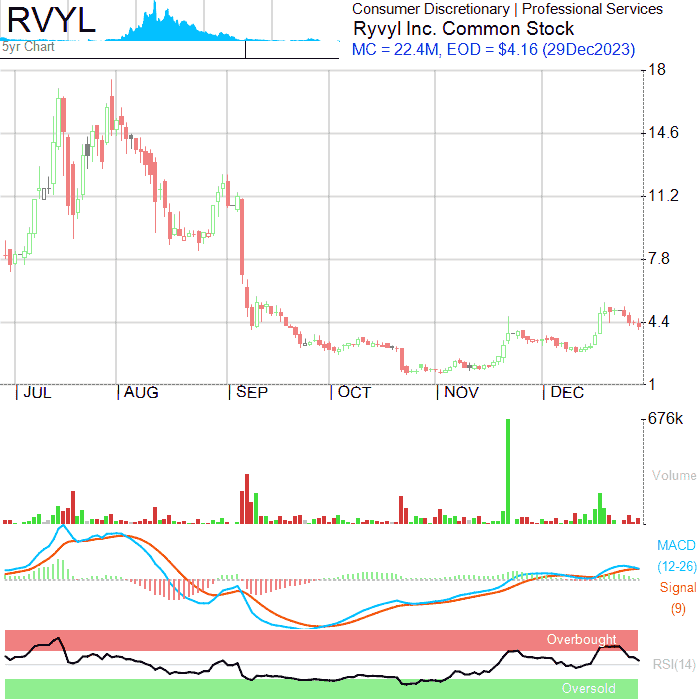 RVYL
5yr Chart
Consumer Discretionary | Professional Services
Ryvyl Inc. Common Stock
MC = 22.4M, EOD = $4.16 (29Dec2023)
18
14.6
11.2
7.8
4.4
1
JUL AUG SEP OCT NOV DEC
676k
Volume
MACD
(12-26)
Signal
(9)
Overbought
RSI(14)
Oversold